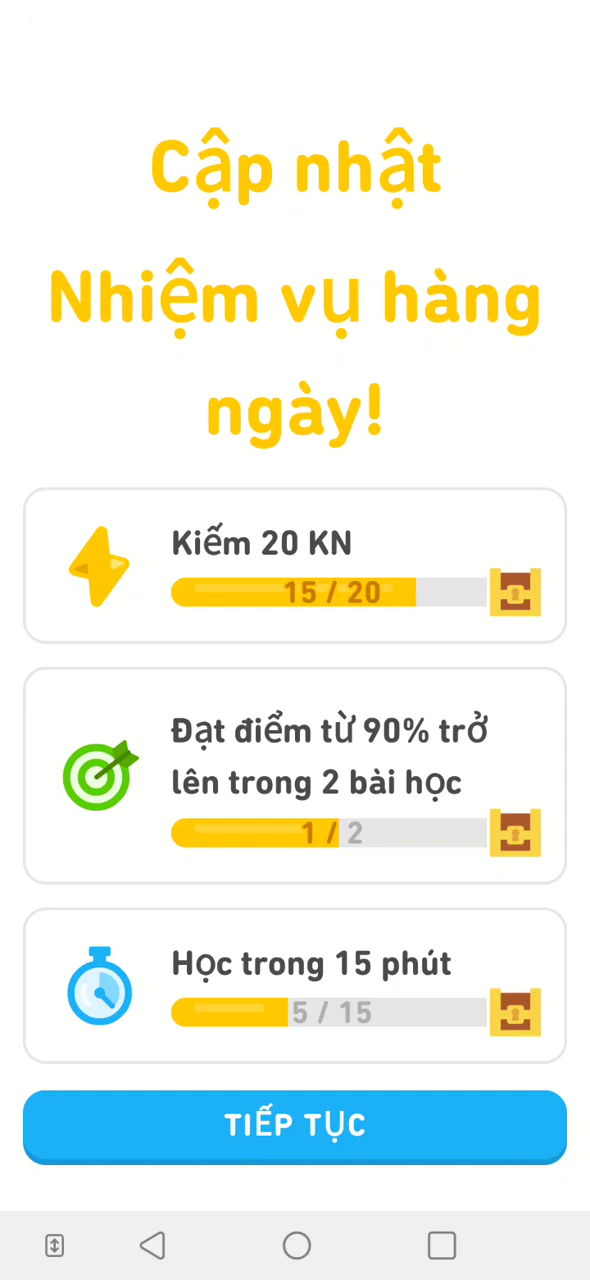 Cập nhật
Nhiệm vụ hàng
ngày!
Kiếm 20 KN
15 / 20
Đạt điểm từ 90% trở
lên trong 2 bài học
1 / 2
Học trong 15 phút
5 / 15
TIẾP TỤC